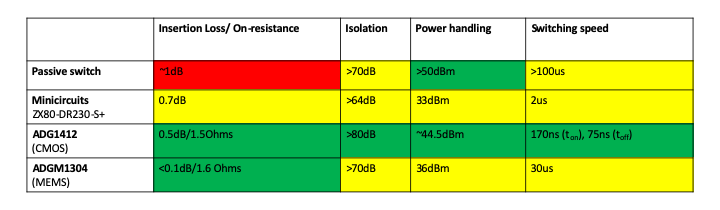 Insertion Loss/ On-resistance Isolation Power handling Switching speed
Passive switch ~1dB >70dB >50dBm >100us
Minicircuits 0.7dB >64dB 33dBm 2us
ZX80-DR230-S+
ADG1412 0.5dB/1.5Ohms >80dB ~44.5dBm 170ns (ton), 75ns (toff)
(CMOS)
ADGM1304 <0.1dB/1.6 Ohms >70dB 36dBm 30us
(MEMS)